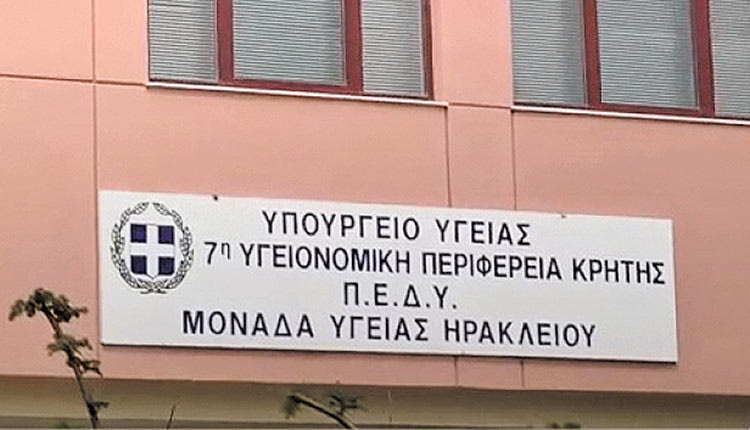 ΥΠΟΥΡΓΕΙΟ ΥΓΕΙΑΣ
7η ΥΓΕΙΟΝΟΜΙΚΗ ΠΕΡΙΦΕΡΕΙΑ ΚΡΗΤΗΣ
Π.Ε.Δ.Υ.
ΜΟΝΑΔΑ ΥΓΕΙΑΣ ΗΡΑΚΛΕΙΟΥ